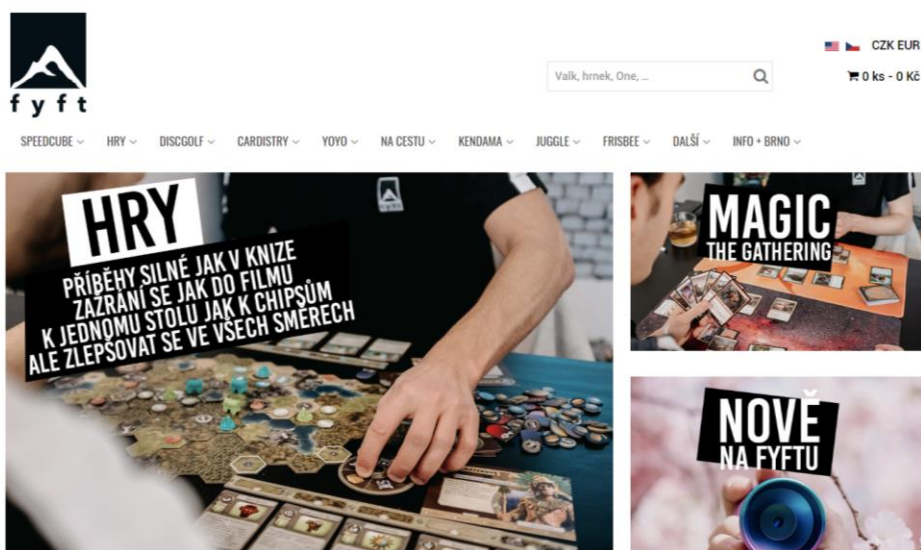 fyft
CZK EUR
Valk, hrnek, One, ...
0 ks - 0 Kč
SPEEDCUBE HRY DISCGOLF CARDISTRY YOYO NA CESTU KENDAMA JUGGLE FRISBEE DALŠÍ INFO + BRNO
HRY
PŘÍBĚHY SILNÉ JAK V KNIZE
ZAZRÁNÍ SE JAK DO FILMU
K JEDNOMU STOLU JAK K CHIPSŮM
ALE ZLEPŠOVAT SE VE VŠECH SMĚRECH
fyft
MAGIC
THE GATHERING
NOVĚ
NA FYFTU